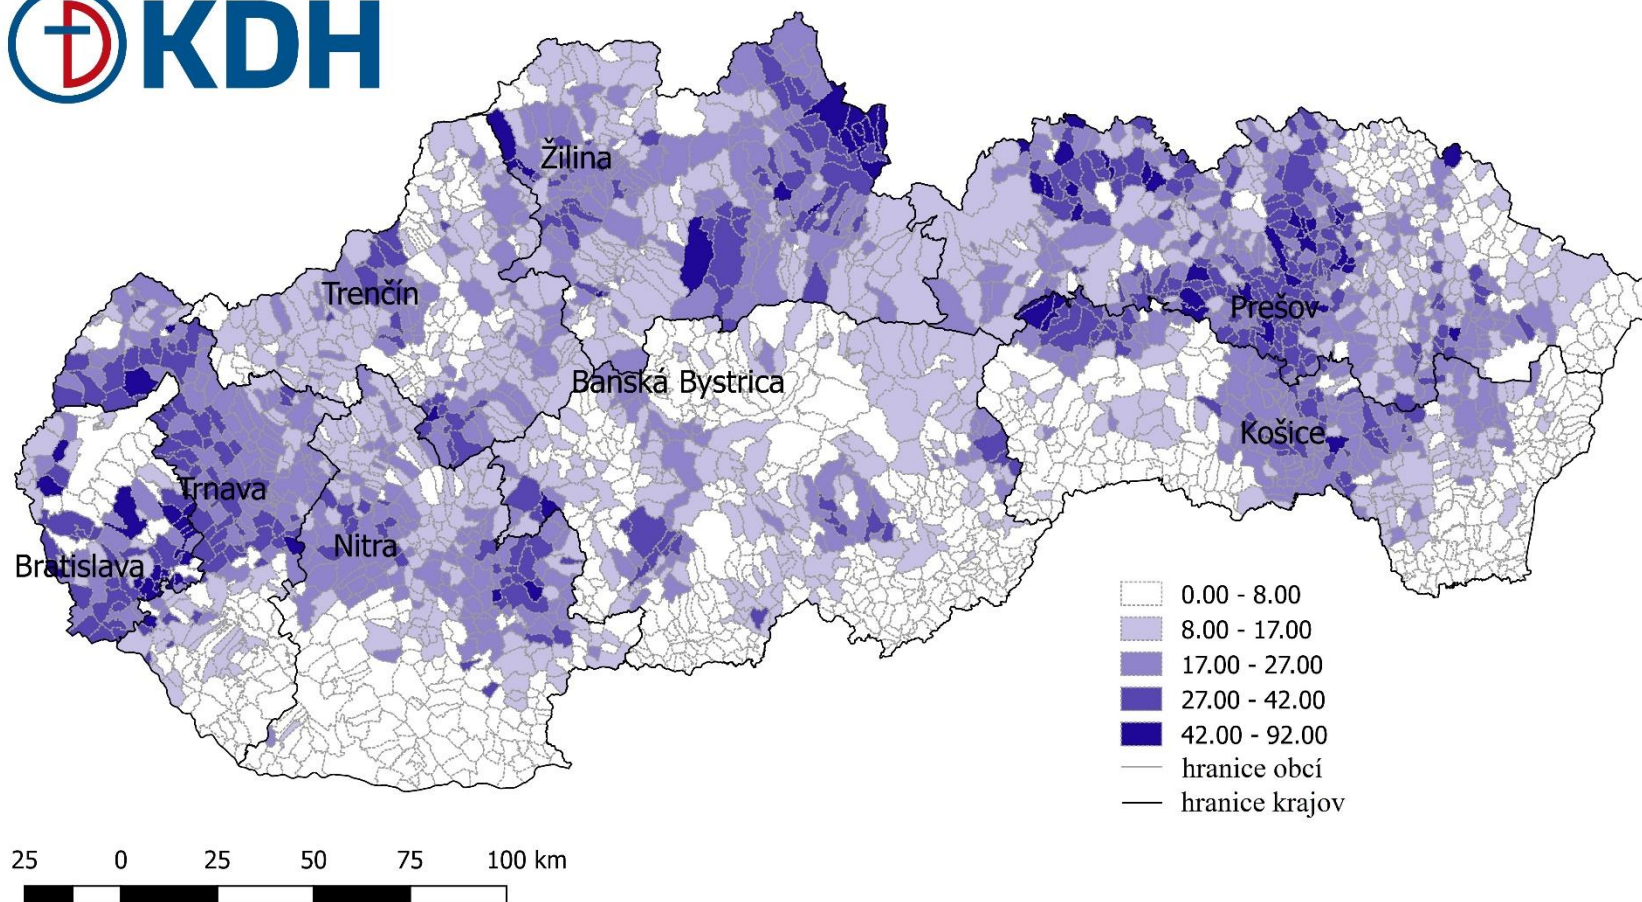 KDH
Žilina
Trenčín
Prešov
Banská Bystrica
Košice
Trnava
Nitra
Bratislava
0.00 - 8.00
8.00 - 17.00
17.00 - 27.00
27.00 - 42.00
42.00 - 92.00
hranice obcí
hranice krajov
25 0 25 50 75 100 km